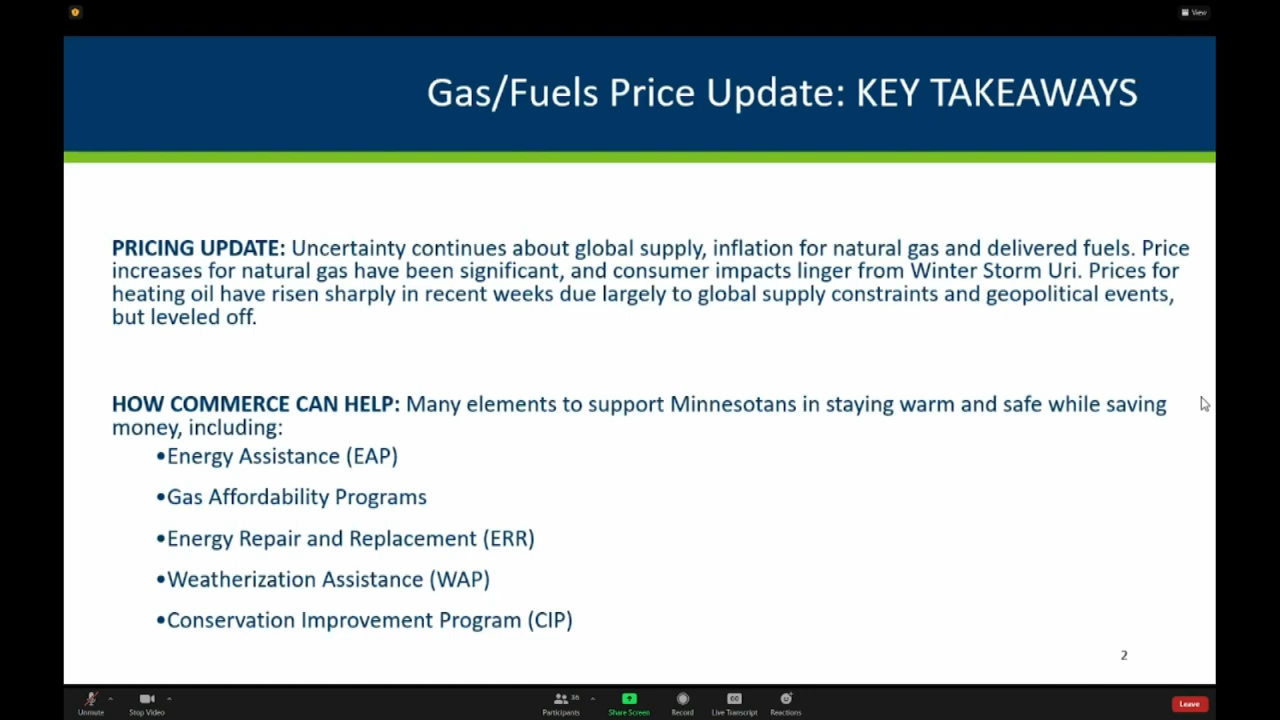 View
Gas/Fuels Price Update: KEY TAKEAWAYS
PRICING UPDATE: Uncertainty continues about global supply, inflation for natural gas and delivered fuels. Price
increases for natural gas have been significant, and consumer impacts linger from Winter Storm Uri. Prices for
heating oil have risen sharply in recent weeks due largely to global supply constraints and geopolitical events,
but leveled off.
HOW COMMERCE CAN HELP: Many elements to support Minnesotans in staying warm and safe while saving
money, including:
•Energy Assistance (EAP)
•Gas Affordability Programs
•Energy Repair and Replacement (ERR)
•Weatherization Assistance (WAP)
•Conservation Improvement Program (CIP)
2
Unmute Stop Video Participants 36 Share Screen Record Live Transcript Reactions Leave